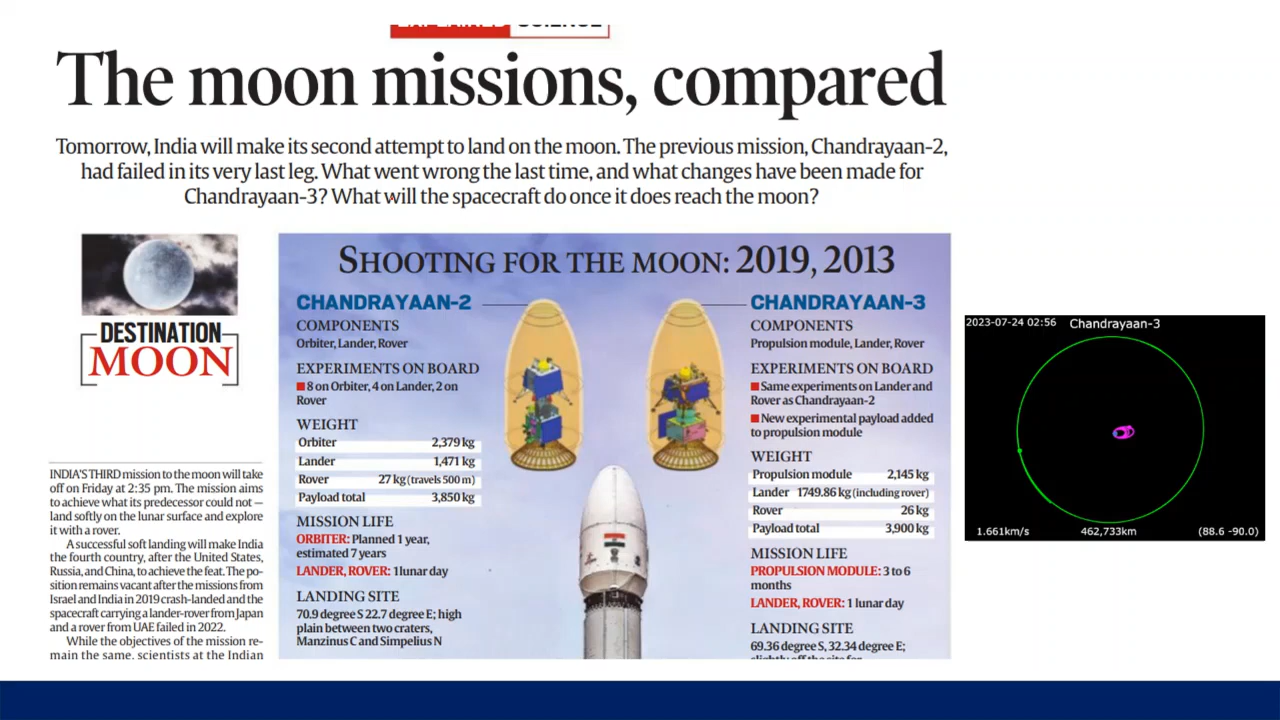 EXPLAINED SCIENCE
The moon missions, compared
Tomorrow, India will make its second attempt to land on the moon. The previous mission, Chandrayaan-2,
had failed in its very last leg. What went wrong the last time, and what changes have been made for
Chandrayaan-3? What will the spacecraft do once it does reach the moon?
DESTINATION
MOON
INDIA'S THIRD mission to the moon will take
off on Friday at 2:35 pm. The mission aims
to achieve what its predecessor could not —
land softly on the lunar surface and explore
it with a rover.
A successful soft landing will make India
the fourth country, after the United States,
Russia, and China, to achieve the feat. The po-
sition remains vacant after the missions from
Israel and India in 2019 crash-landed and the
spacecraft carrying a lander-rover from Japan
and a rover from UAE failed in 2022.
While the objectives of the mission re-
main the same, scientists at the Indian
SHOOTING FOR THE MOON: 2019, 2013
CHANDRAYAAN-2
COMPONENTS
Orbiter, Lander, Rover
EXPERIMENTS ON BOARD
8 on Orbiter, 4 on Lander, 2 on
Rover
WEIGHT
Orbiter 2,379 kg
Lander 1,471 kg
Rover 27 kg (travels 500 m)
Payload total 3,850 kg
MISSION LIFE
ORBITER: Planned 1 year,
estimated 7 years
LANDER, ROVER: 1 lunar day
LANDING SITE
70.9 degree S 22.7 degree E; high
plain between two craters,
Manzinus C and Simpelius N
CHANDRAYAAN-3
COMPONENTS
Propulsion module, Lander, Rover
EXPERIMENTS ON BOARD
Same experiments on Lander and
Rover as Chandrayaan-2
New experimental payload added
to propulsion module
WEIGHT
Propulsion module 2,145 kg
Lander 1749.86 kg (including rover)
Rover 26 kg
Payload total 3,900 kg
MISSION LIFE
PROPULSION MODULE: 3 to 6
months
LANDER, ROVER: 1 lunar day
LANDING SITE
69.36 degree S, 32.34 degree E;
slightly off the site for
2023-07-24 02:56 Chandrayaan-3
1.661km/s 462,733km (88.6 -90.0)